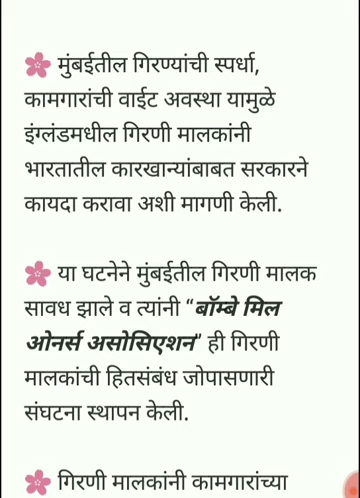 🌸 मुंबईतील गिरण्यांची स्पर्धा,
कामगारांची वाईट अवस्था यामुळे
इंग्लंडमधील गिरणी मालकांनी
भारतातील कारखान्यांबाबत सरकारने
कायदा करावा अशी मागणी केली.
🌸 या घटनेने मुंबईतील गिरणी मालक
सावध झाले व त्यांनी “बॉम्बे मिल
ओनर्स असोसिएशन” ही गिरणी
मालकांची हितसंबंध जोपासणारी
संघटना स्थापन केली.
🌸 गिरणी मालकांनी कामगारांच्या